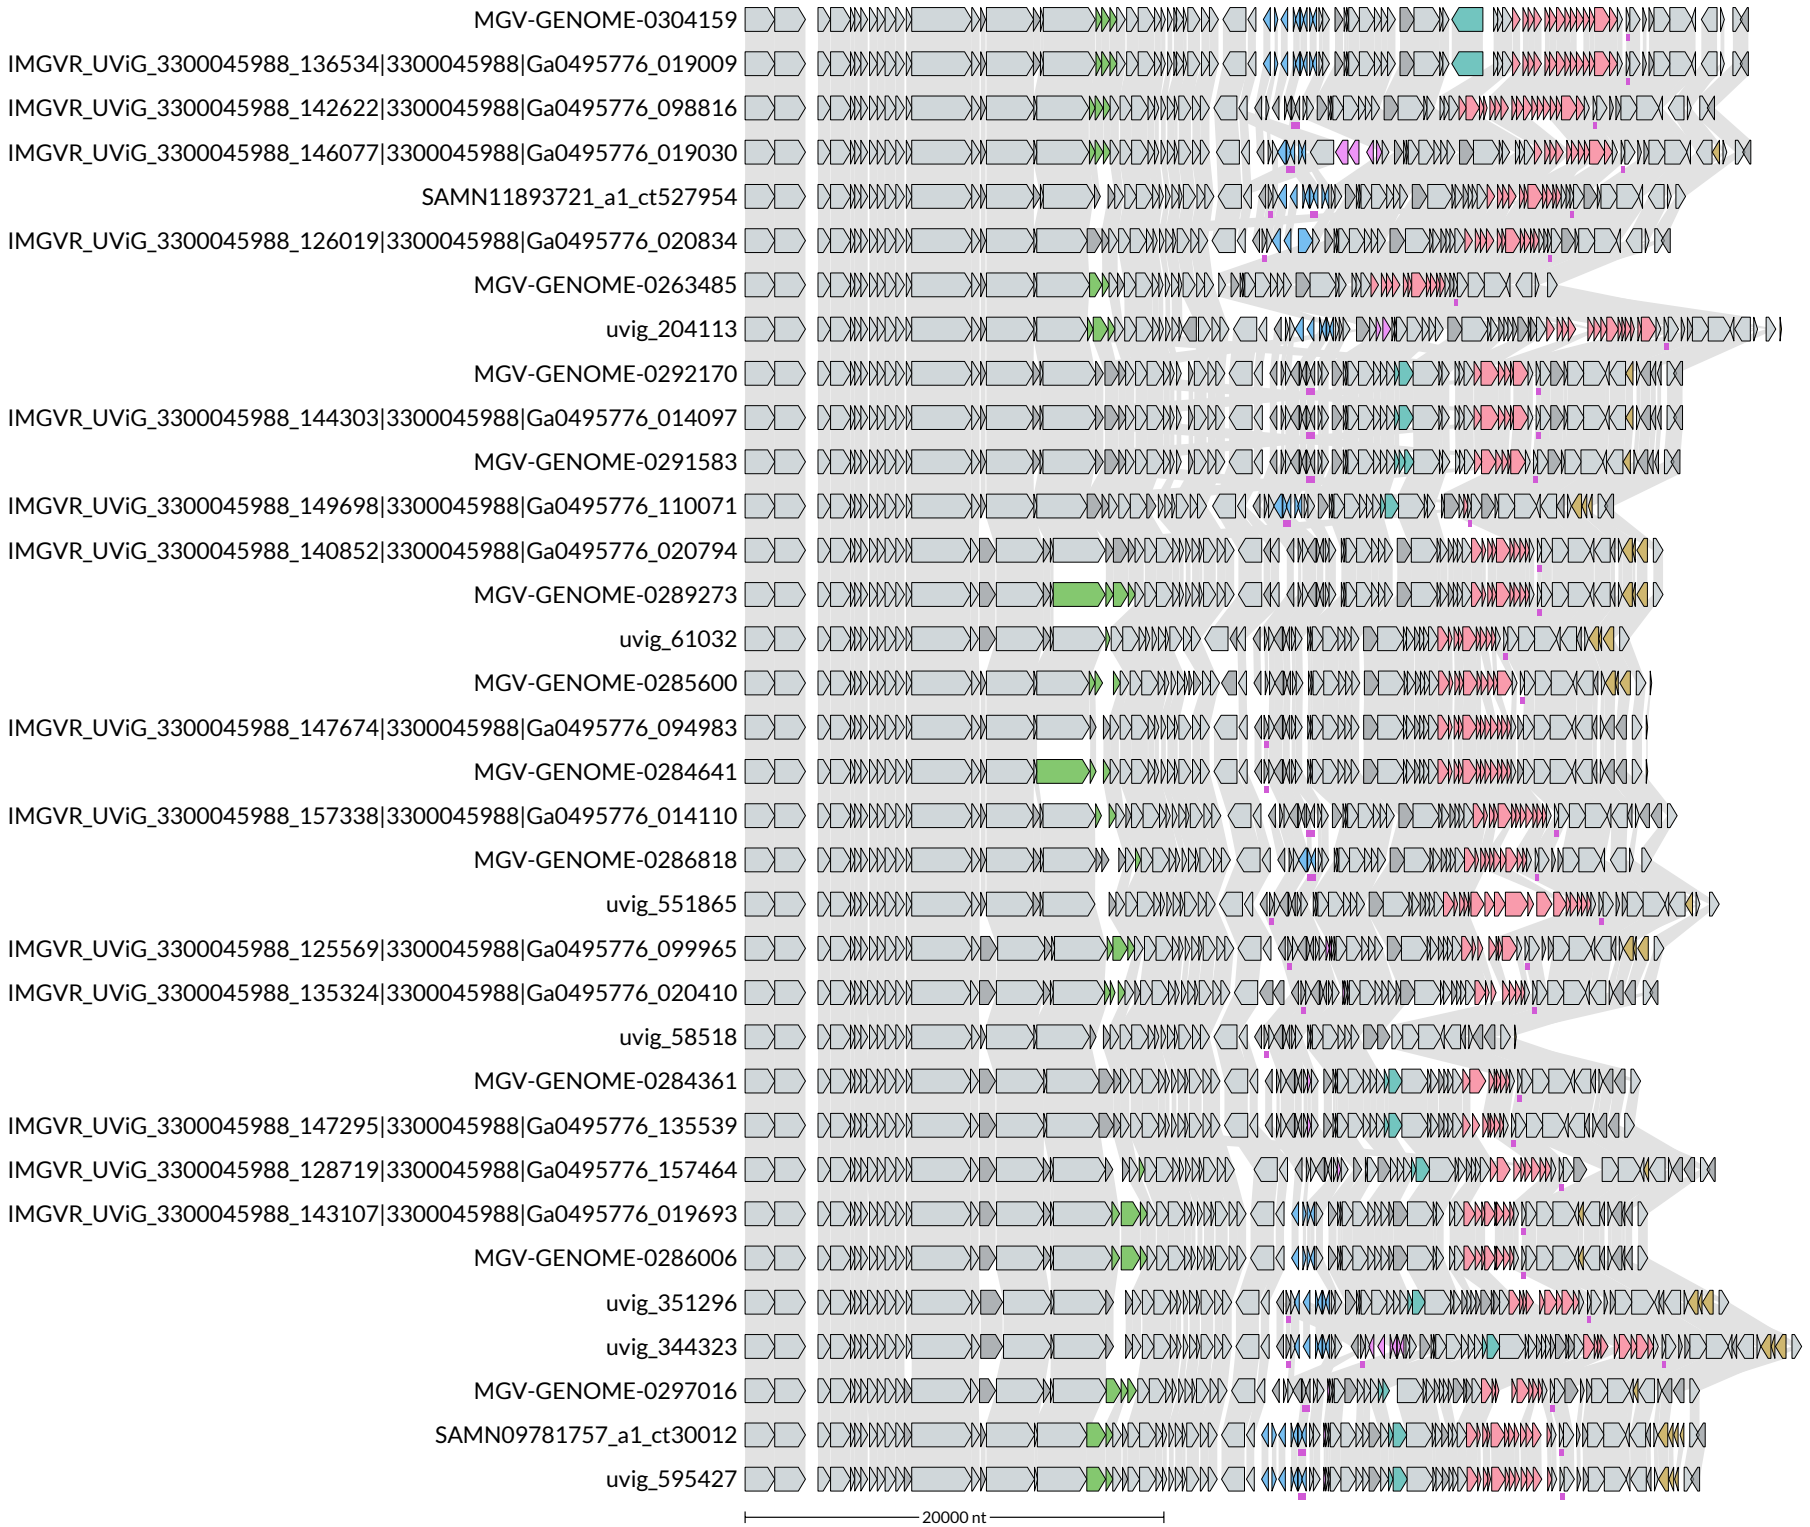 MGV-GENOME-0304159
IMGVR_UViG_3300045988_136534|3300045988|Ga0495776_019009
IMGVR_UViG_3300045988_142622|3300045988|Ga0495776_098816
IMGVR_UViG_3300045988_146077|3300045988|Ga0495776_019030
SAMN11893721_a1_ct527954
IMGVR_UViG_3300045988_126019|3300045988|Ga0495776_020834
MGV-GENOME-0263485
uvig_204113
MGV-GENOME-0292170
IMGVR_UViG_3300045988_144303|3300045988|Ga0495776_014097
MGV-GENOME-0291583
IMGVR_UViG_3300045988_149698|3300045988|Ga0495776_110071
IMGVR_UViG_3300045988_140852|3300045988|Ga0495776_020794
MGV-GENOME-0289273
uvig_61032
MGV-GENOME-0285600
IMGVR_UViG_3300045988_147674|3300045988|Ga0495776_094983
MGV-GENOME-0284641
IMGVR_UViG_3300045988_157338|3300045988|Ga0495776_014110
MGV-GENOME-0286818
uvig_551865
IMGVR_UViG_3300045988_125569|3300045988|Ga0495776_099965
IMGVR_UViG_3300045988_135324|3300045988|Ga0495776_020410
uvig_58518
MGV-GENOME-0284361
IMGVR_UViG_3300045988_147295|3300045988|Ga0495776_135539
IMGVR_UViG_3300045988_128719|3300045988|Ga0495776_157464
IMGVR_UViG_3300045988_143107|3300045988|Ga0495776_019693
MGV-GENOME-0286006
uvig_351296
uvig_344323
MGV-GENOME-0297016
SAMN09781757_a1_ct30012
uvig_595427
20000 nt